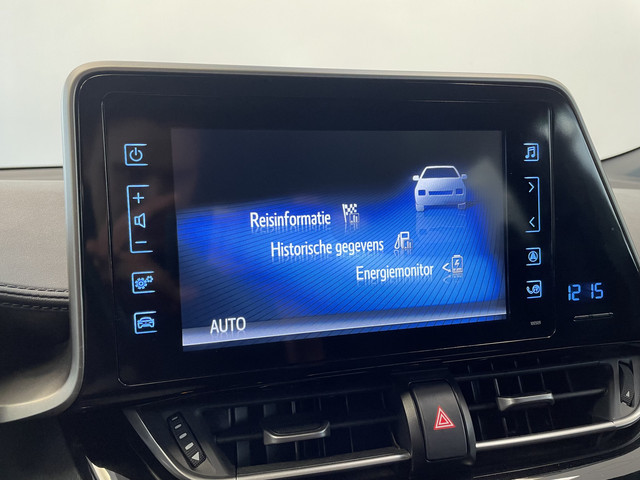 Reisinformatie
Historische gegevens
Energiemonitor
AUTO
12:15